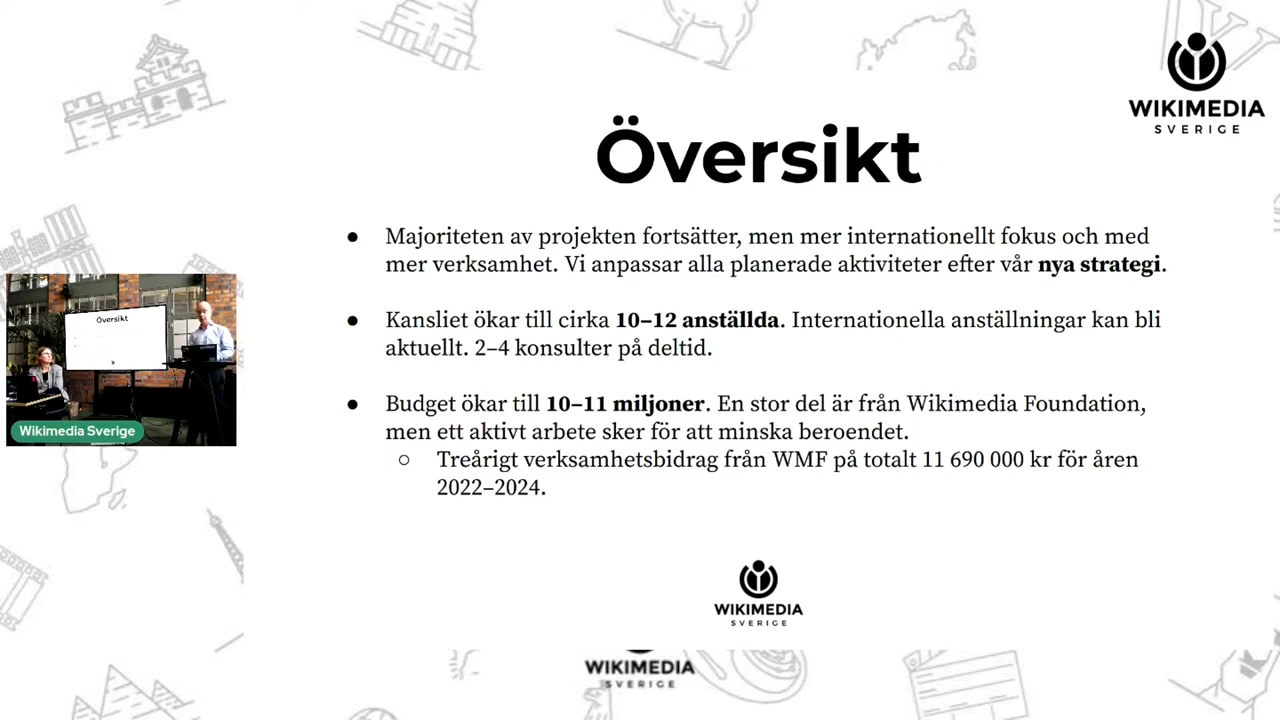 WIKIMEDIA
SVERIGE
Översikt
● Majoriteten av projekten fortsätter, men mer internationellt fokus och med
mer verksamhet. Vi anpassar alla planerade aktiviteter efter vår nya strategi.
● Kansliet ökar till cirka 10–12 anställda. Internationella anställningar kan bli
aktuellt. 2–4 konsulter på deltid.
● Budget ökar till 10–11 miljoner. En stor del är från Wikimedia Foundation,
men ett aktivt arbete sker för att minska beroendet.
○ Treårigt verksamhetsbidrag från WMF på totalt 11 690 000 kr för åren
2022–2024.
Översikt
Wikimedia Sverige
WIKIMEDIA
SVERIGE
WIKIMEDIA
SVERIGE